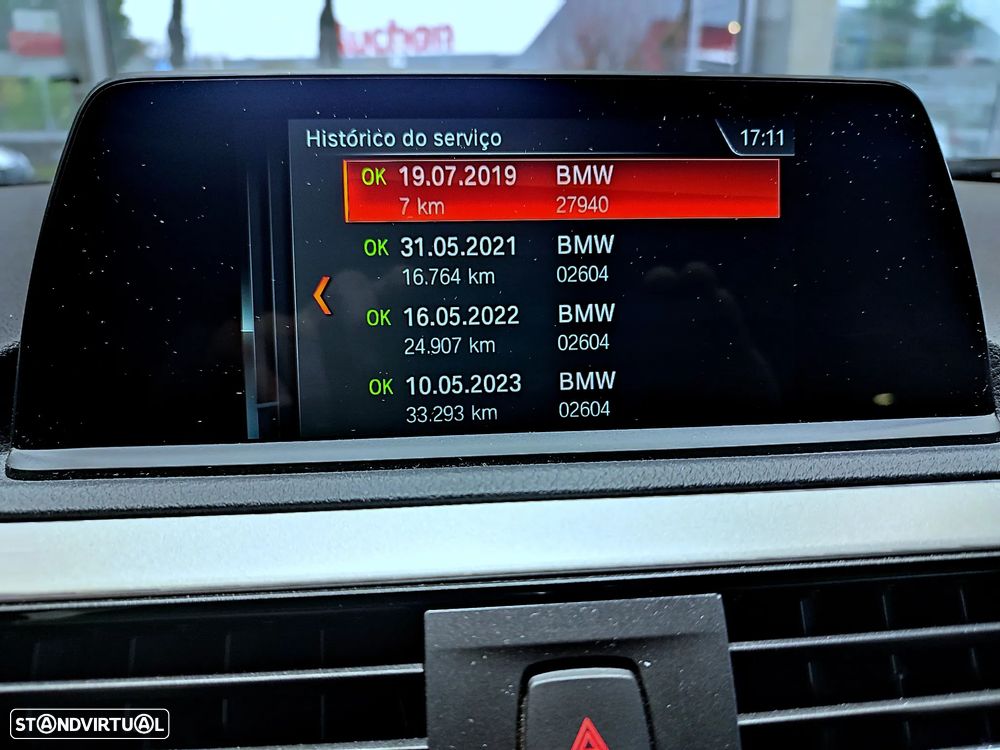 uchan
Histórico do serviço 17:11
OK 19.07.2019 BMW
7 km 27940
OK 31.05.2021 BMW
16.764 km 02604
OK 16.05.2022 BMW
24.907 km 02604
OK 10.05.2023 BMW
33.293 km 02604
STANDVIRTUAL